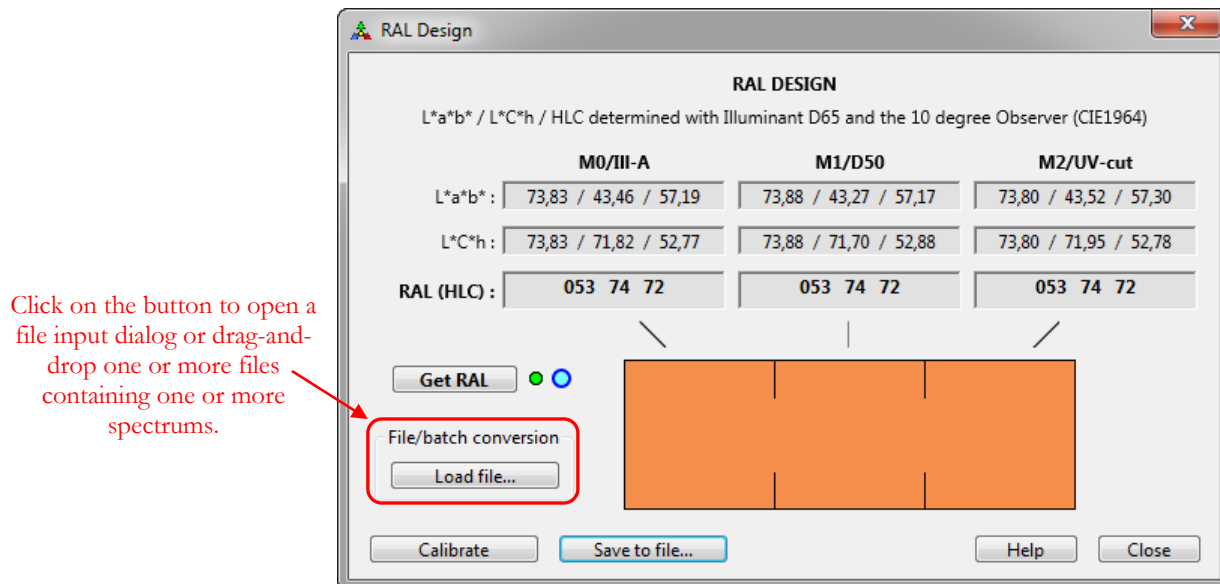 RAL Design
RAL DESIGN
L*a*b* / L*C*h / HLC determined with Illuminant D65 and the 10 degree Observer (CIE1964)
M0/III-A M1/D50 M2/UV-cut
L*a*b* : 73,83 / 43,46 / 57,19 73,88 / 43,27 / 57,17 73,80 / 43,52 / 57,30
L*C*h : 73,83 / 71,82 / 52,77 73,88 / 71,70 / 52,88 73,80 / 71,95 / 52,78
RAL (HLC) : 053 74 72 053 74 72 053 74 72
Click on the button to open a
file input dialog or drag-and-
drop one or more files
containing one or more
spectrums.
Get RAL
File/batch conversion
Load file...
Calibrate Save to file... Help Close